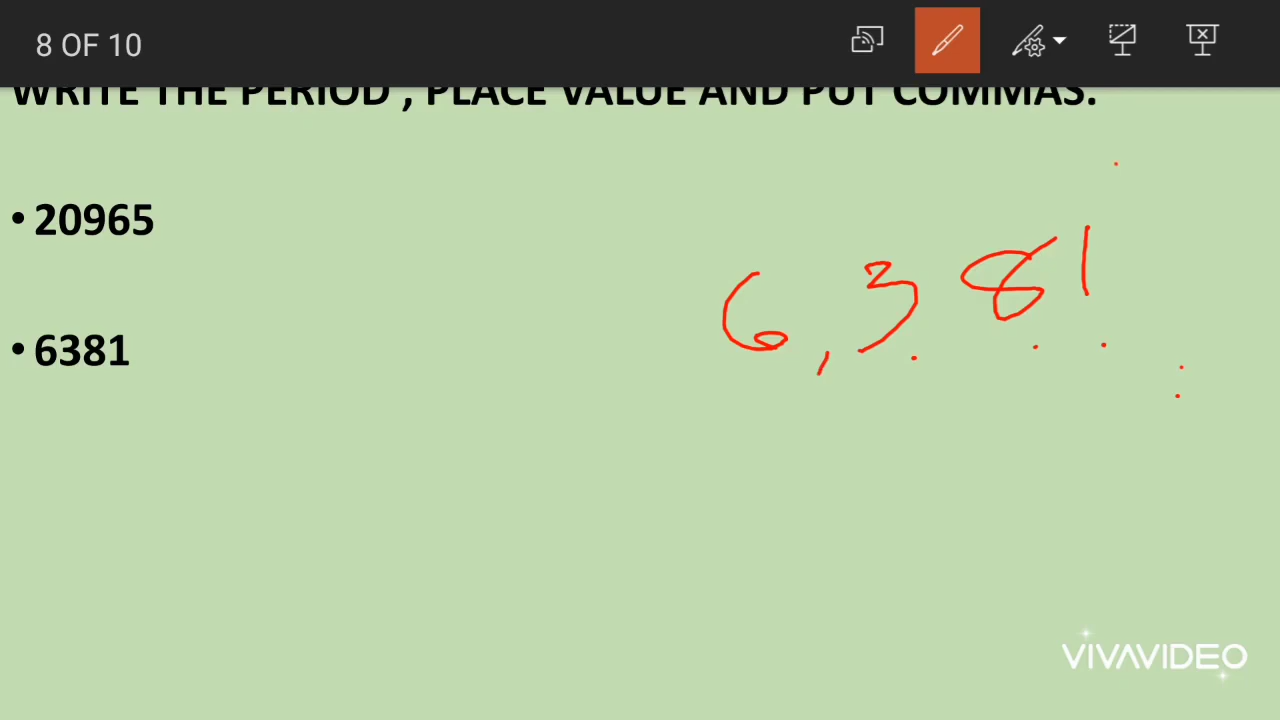 8 OF 10
WRITE THE PERIOD , PLACE VALUE AND PUT COMMAS.
• 20965
6,381
• 6381
VIVAVIDEO